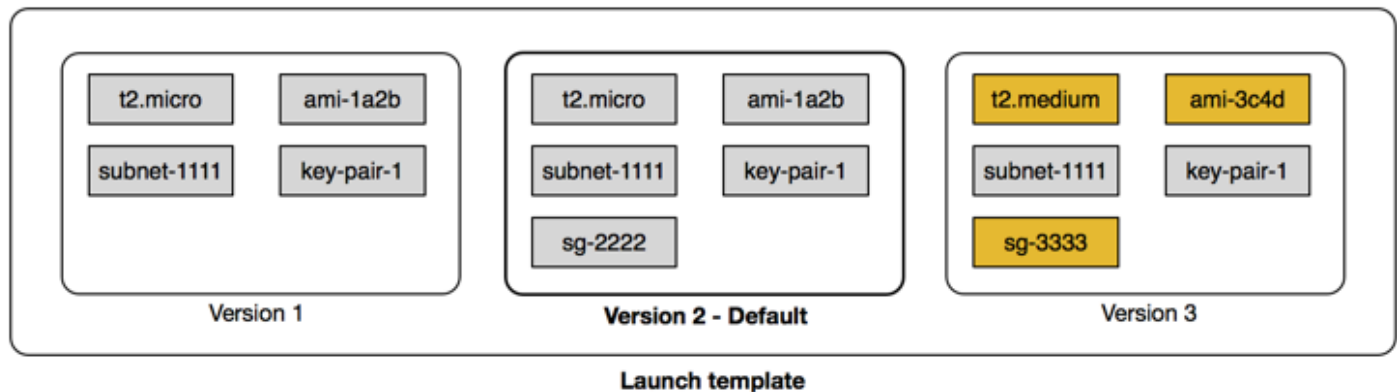 t2.micro ami-1a2b
subnet-1111 key-pair-1
Version 1
t2.micro ami-1a2b
subnet-1111 key-pair-1
sg-2222
Version 2 - Default
t2.medium ami-3c4d
subnet-1111 key-pair-1
sg-3333
Version 3
Launch template